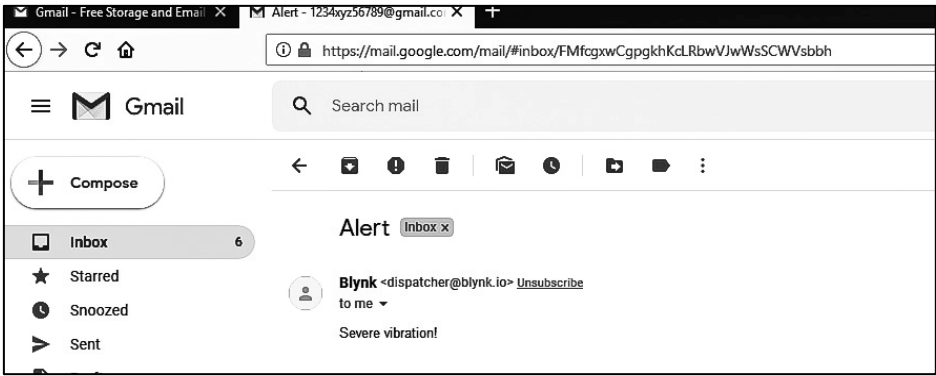 Gmail - Free Storage and Email
Alert - 1234xyz56789@gmail.co
https://mail.google.com/mail/#inbox/FMfcgxwCgpgkhKcLRbwVJwWsSCWVsbbh
Gmail
Search mail
Compose
Alert Inbox x
Inbox 6
Blynk <dispatcher@blynk.io> Unsubscribe
Starred
to me
Snoozed
Severe vibration!
Sent